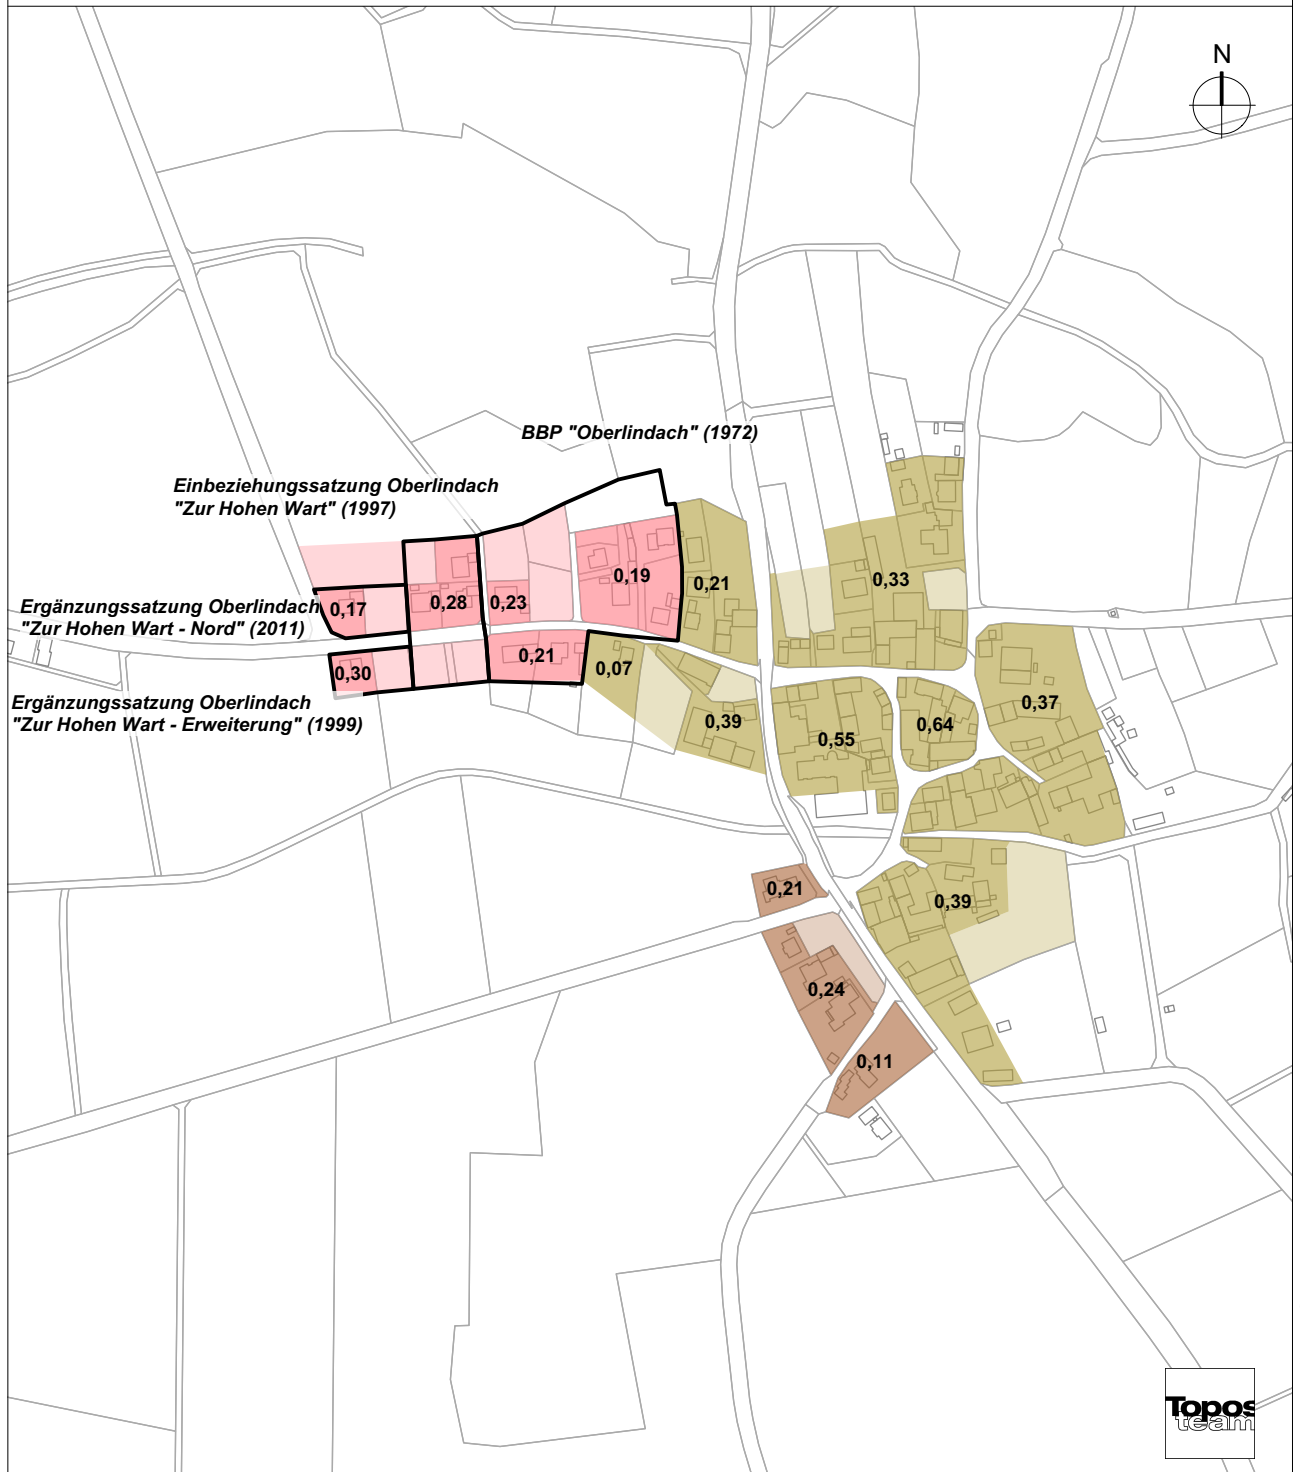 N
BBP "Oberlindach" (1972)
Einbeziehungssatzung Oberlindach
"Zur Hohen Wart" (1997)
Ergänzungssatzung Oberlindach
"Zur Hohen Wart - Nord" (2011)
Ergänzungssatzung Oberlindach
"Zur Hohen Wart - Erweiterung" (1999)
0,19
0,21
0,33
0,17
0,28
0,23
0,21
0,07
0,30
0,39
0,55
0,64
0,37
0,21
0,39
0,24
0,11
Topos
team